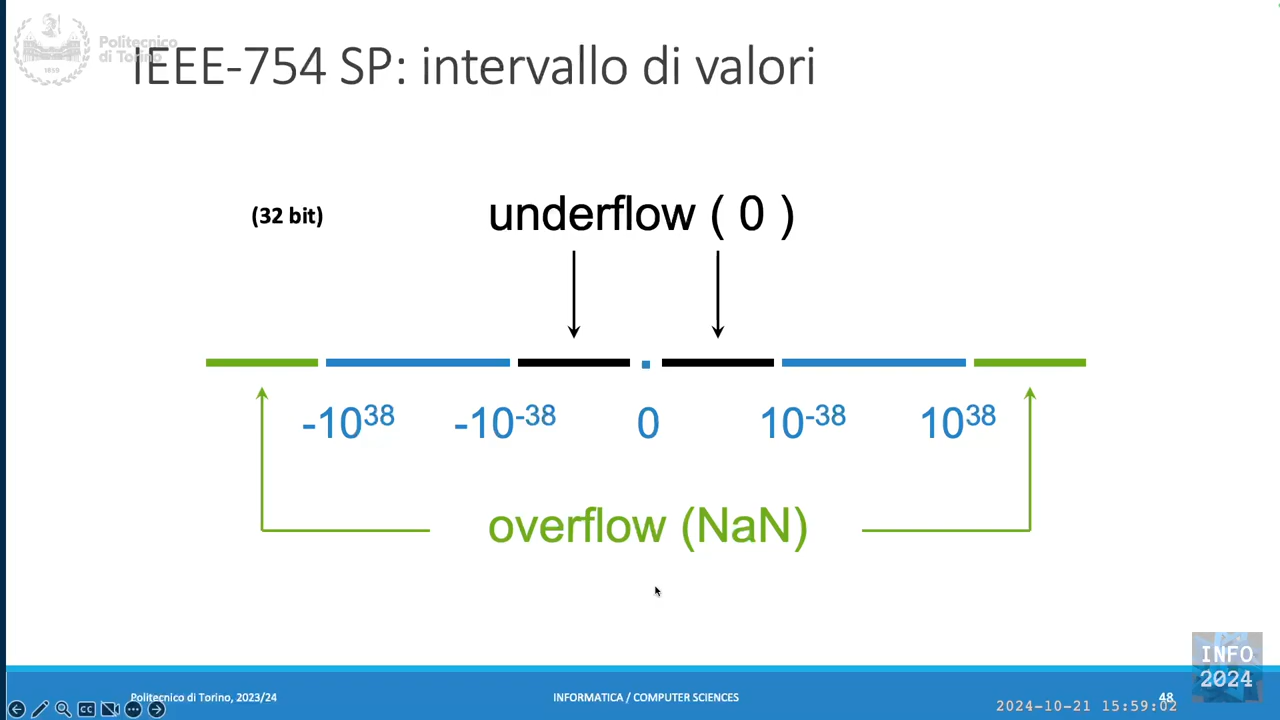 Politecnico
di Torino
1859
IEEE-754 SP: intervallo di valori
(32 bit)
underflow ( 0 )
-10³⁸ -10⁻³⁸ 0 10⁻³⁸ 10³⁸
overflow (NaN)
INFO
2024
Politecnico di Torino, 2023/24
INFORMATICA / COMPUTER SCIENCES
48
CC
2024-10-21 15:59:02